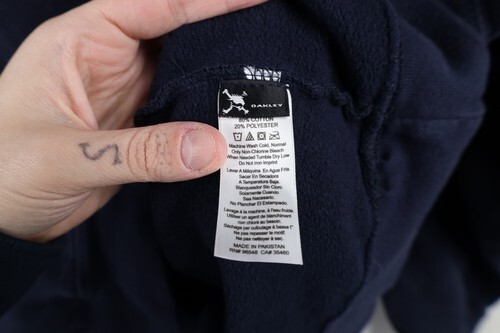 OAKLEY
80% COTTON
20% POLYESTER
Machine Wash Cold, Normal
Only Non-Chlorine Bleach
When Needed Tumble Dry Low
Do Not Iron Imprint
Lavar A Máquina. En Agua Fría
Secar En Secadora
A Temperatura Baja
Blanqueador Sin Cloro
Solamente Cuando
Sea Necesario.
No Planchar El Estampado.
Lavage à la machine, à l'eau froide
Utiliser un agent de blanchiment
non chloré au besoin.
Séchage par culbutage à basse t°
Ne pas repasser le motif
Ne pas nettoyer à sec.
MADE IN PAKISTAN
RN# 96548 CA# 35460
S